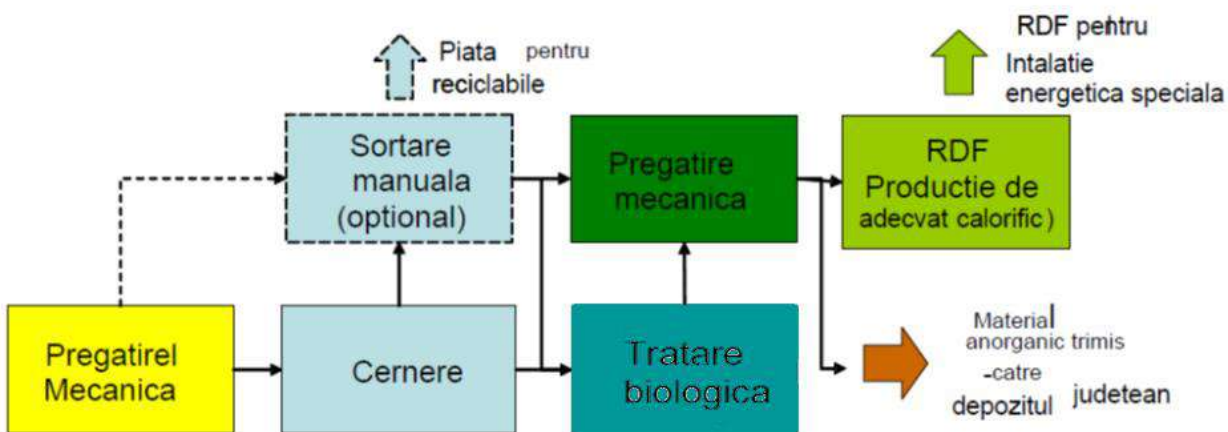 Piata pentru
reciclabile
RDF pentru
Intalatie
energetica speciala
Sortare
manuala
(optional)
Pregatire
mecanica
RDF
Productie de
adecvat calorific)
Pregatirel
Mecanica
Cernere
Tratare
biologica
Material
anorganic trimis
-catre
depozitul judetean